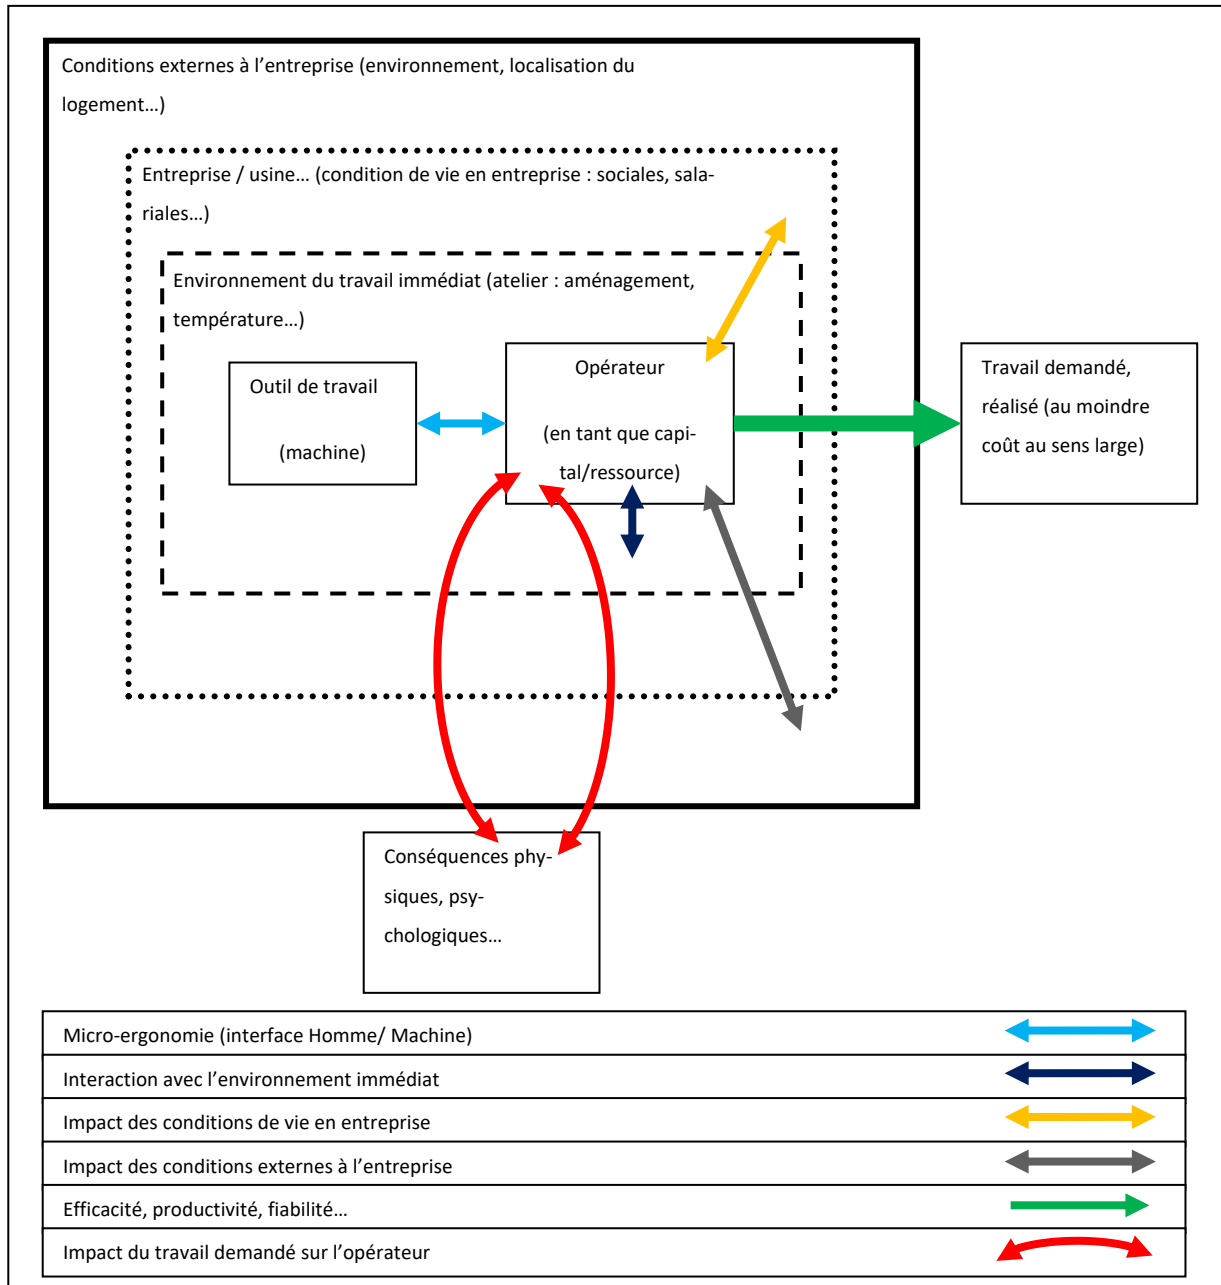 Conditions externes à l’entreprise (environnement, localisation du
logement…)
Entreprise / usine… (condition de vie en entreprise : sociales, sala-
riales…)
Environnement du travail immédiat (atelier : aménagement,
température…)
Outil de travail
(machine)
Opérateur
(en tant que capi-
tal/ressource)
Travail demandé,
réalisé (au moindre
coût au sens large)
Conséquences phy-
siques, psy-
chologiques…
Micro-ergonomie (interface Homme/ Machine)
Interaction avec l’environnement immédiat
Impact des conditions de vie en entreprise
Impact des conditions externes à l’entreprise
Efficacité, productivité, fiabilité…
Impact du travail demandé sur l’opérateur